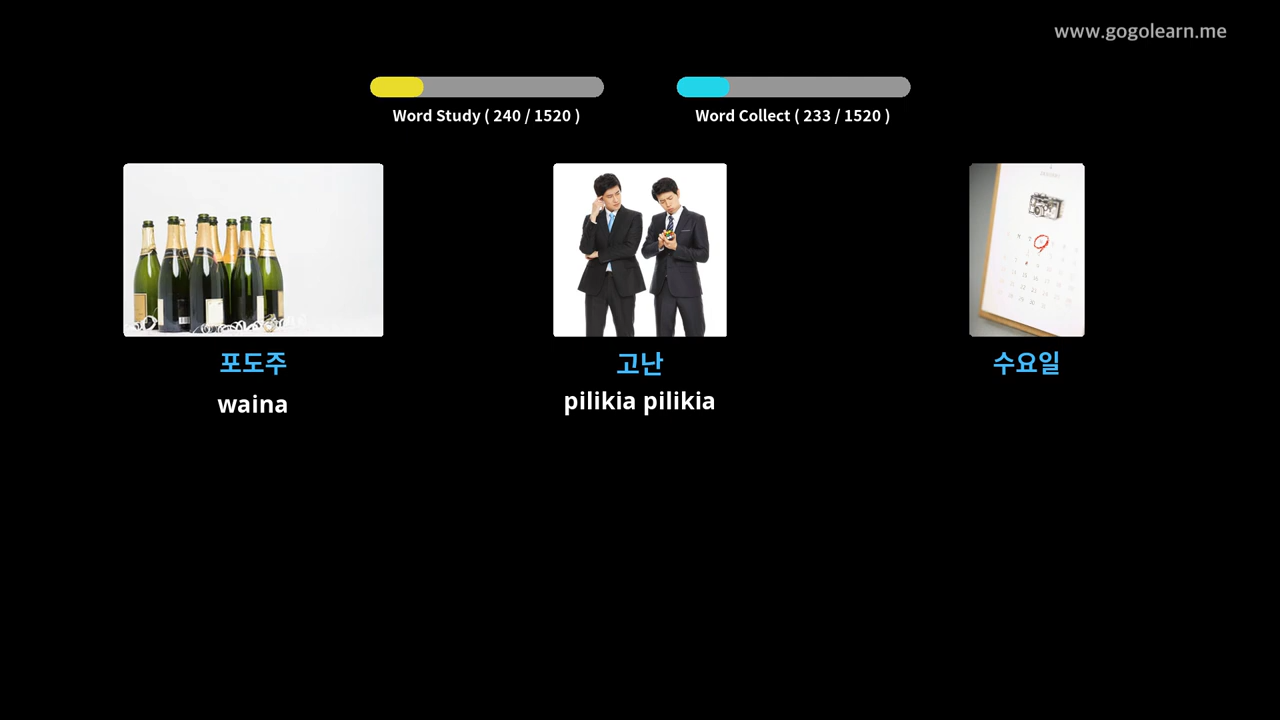 www.gogolearn.me
Word Study ( 240 / 1520 )
Word Collect ( 233 / 1520 )
포도주
고난
수요일
waina
pilikia pilikia